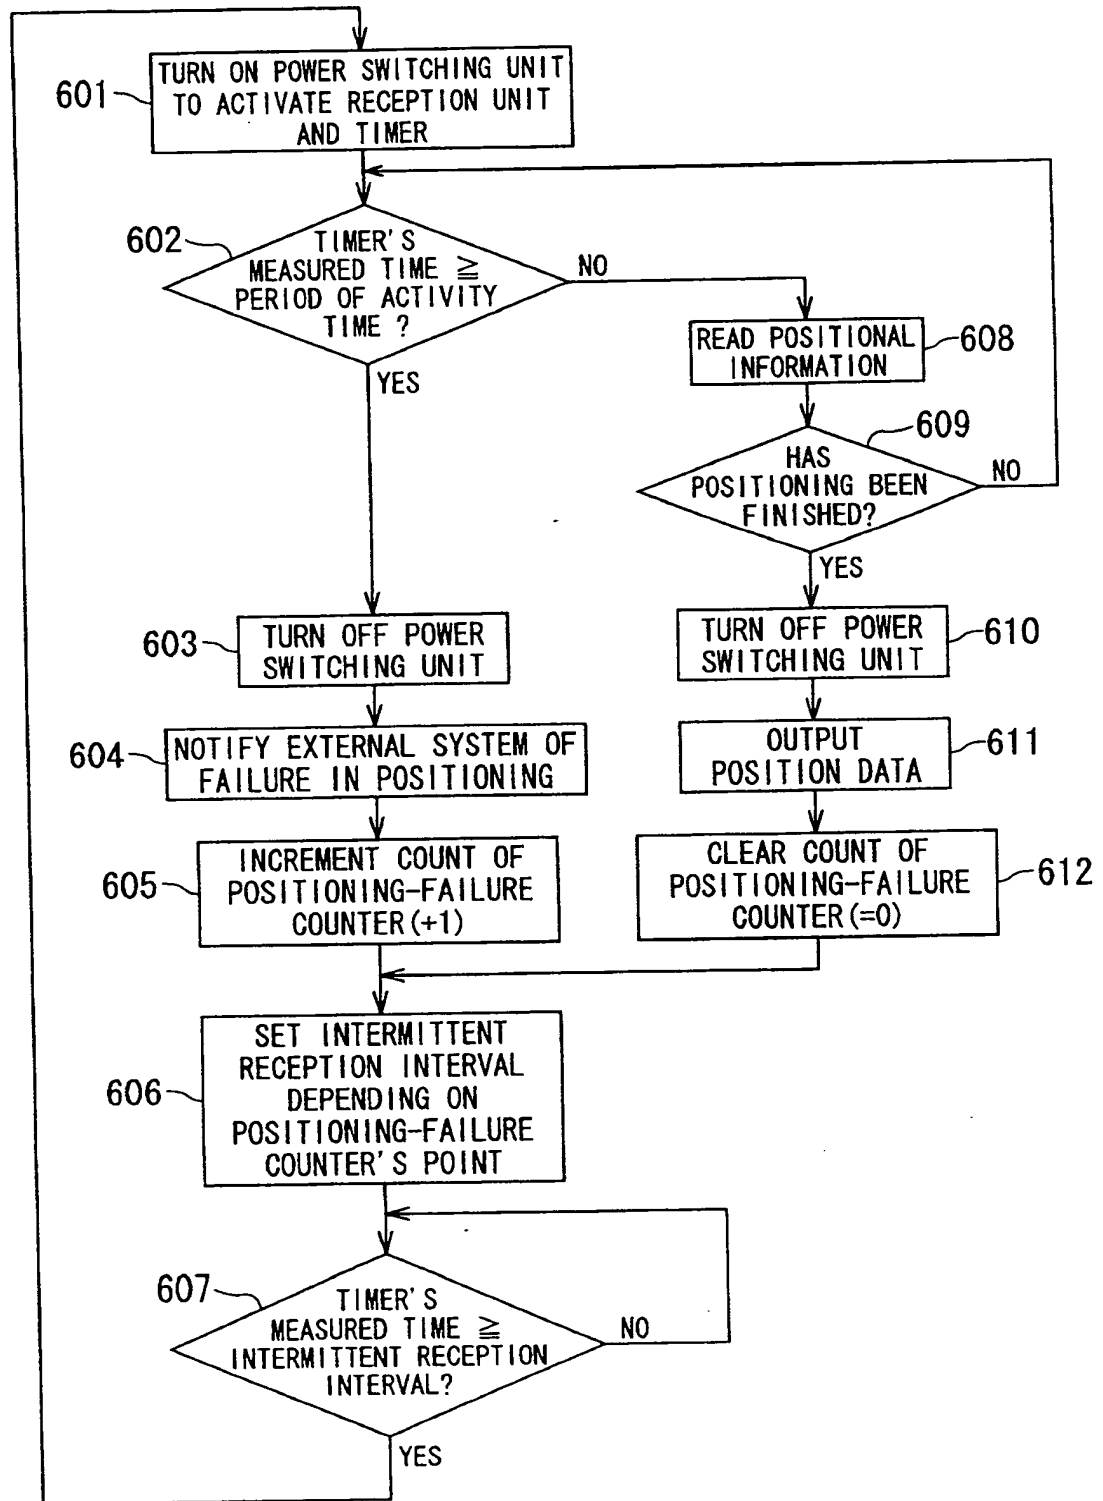 601
TURN ON POWER SWITCHING UNIT
TO ACTIVATE RECEPTION UNIT
AND TIMER
602
TIMER'S
MEASURED TIME ≧
PERIOD OF ACTIVITY
TIME ?
NO
YES
READ POSITIONAL
INFORMATION
608
609
HAS
POSITIONING BEEN
FINISHED?
NO
YES
603
TURN OFF POWER
SWITCHING UNIT
TURN OFF POWER
SWITCHING UNIT
610
604
NOTIFY EXTERNAL SYSTEM OF
FAILURE IN POSITIONING
OUTPUT
POSITION DATA
611
605
INCREMENT COUNT OF
POSITIONING-FAILURE
COUNTER(+1)
CLEAR COUNT OF
POSITIONING-FAILURE
COUNTER(=0)
612
606
SET INTERMITTENT
RECEPTION INTERVAL
DEPENDING ON
POSITIONING-FAILURE
COUNTER'S POINT
607
TIMER'S
MEASURED TIME ≧
INTERMITTENT RECEPTION
INTERVAL?
NO
YES